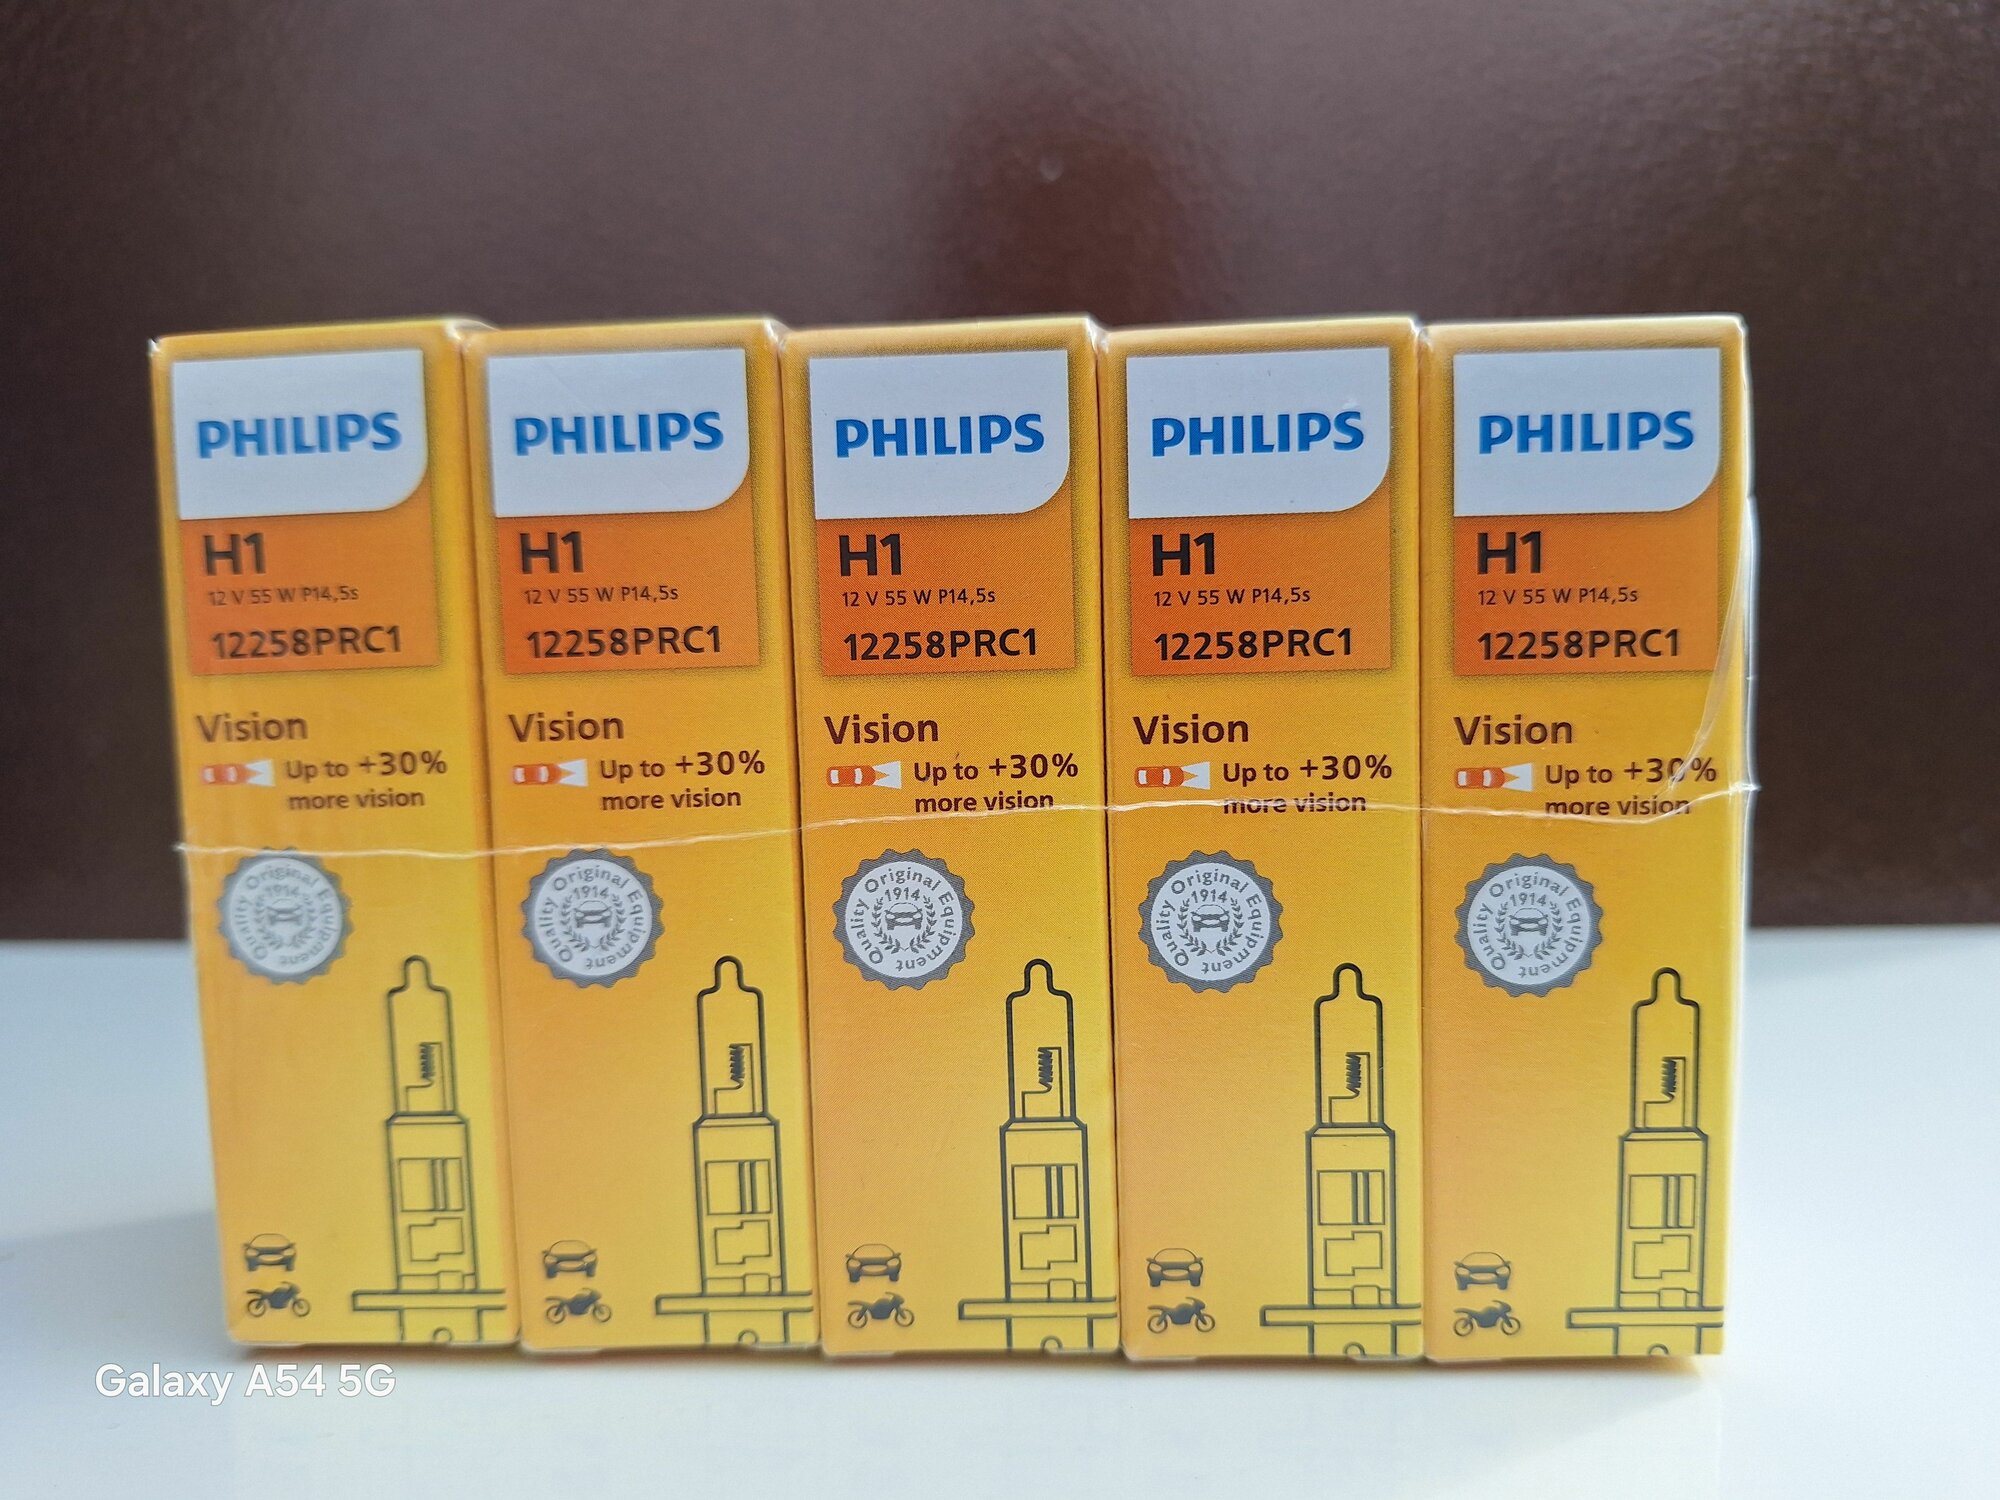 PHILIPS
H1
12 V 55 W P14,5s
12258PRC1
Vision
Up to +30%
more vision
Quality Original Equipment
1914
PHILIPS
H1
12 V 55 W P14,5s
12258PRC1
Vision
Up to +30%
more vision
Quality Original Equipment
1914
PHILIPS
H1
12 V 55 W P14,5s
12258PRC1
Vision
Up to +30%
more vision
Quality Original Equipment
1914
PHILIPS
H1
12 V 55 W P14,5s
12258PRC1
Vision
Up to +30%
more vision
Quality Original Equipment
1914
PHILIPS
H1
12 V 55 W P14,5s
12258PRC1
Vision
Up to +30%
more vision
Quality Original Equipment
1914
Galaxy A54 5G